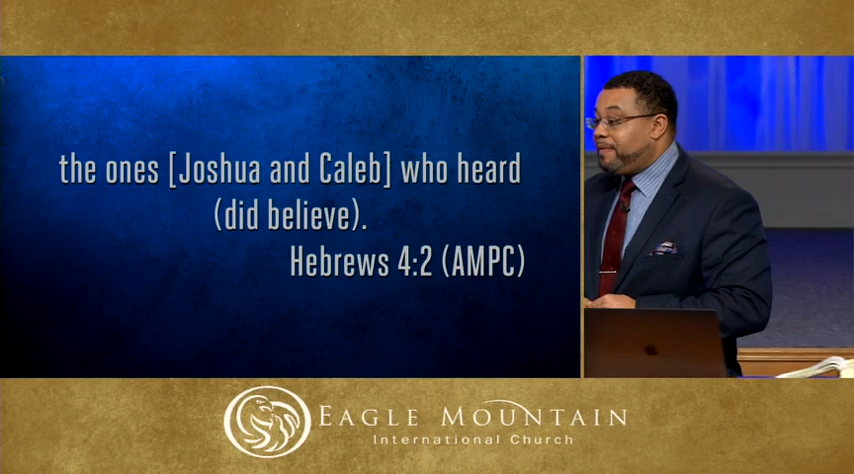 the ones [Joshua and Caleb] who heard
(did believe).
Hebrews 4:2 (AMPC)
EAGLE MOUNTAIN
International Church